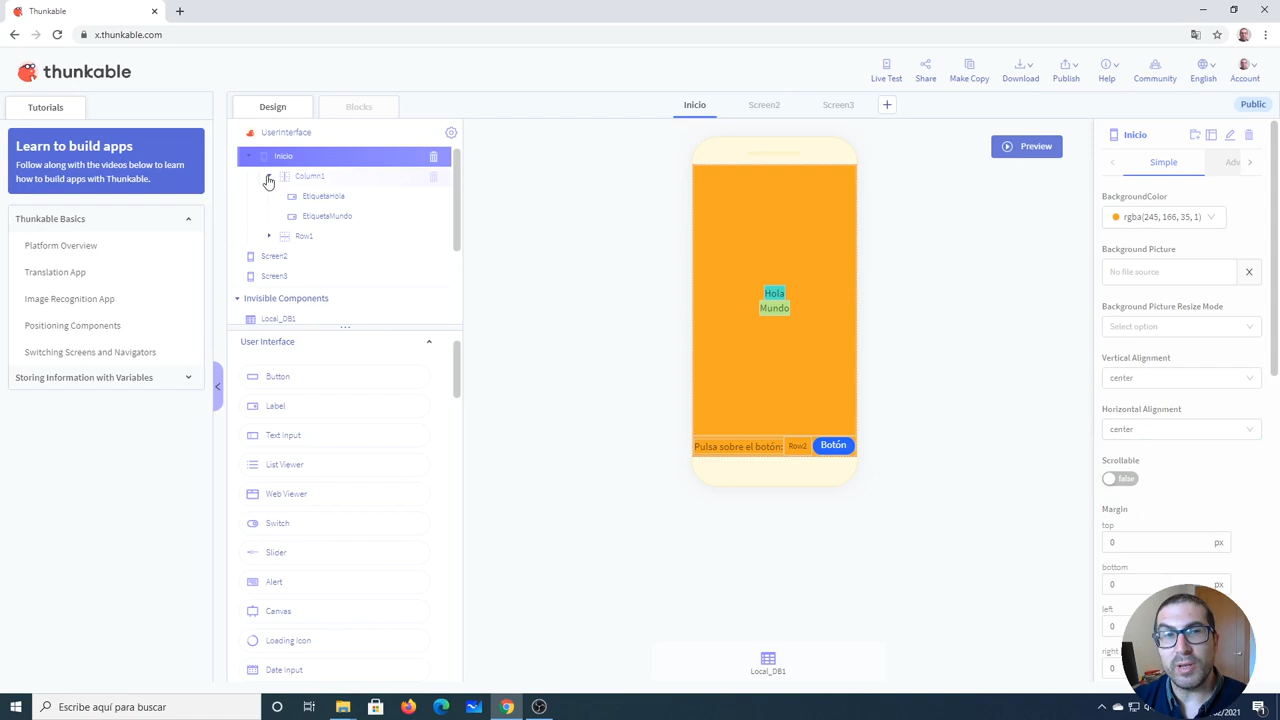 Thunkable
x.thunkable.com
thunkable
Live Test
Share
Make Copy
Download
Publish
Help
Community
English
Account
Tutorials
Design
Blocks
Inicio
Screen2
Screen3
Public
Learn to build apps
Follow along with the videos below to learn
how to build apps with Thunkable.
Thunkable Basics
Platform Overview
Translation App
Image Recognition App
Positioning Components
Switching Screens and Navigators
Storing Information with Variables
UserInterface
Inicio
Column1
EtiquetaHola
EtiquetaMundo
Row1
Screen2
Screen3
Invisible Components
Local_DB1
User Interface
Button
Label
Text Input
List Viewer
Web Viewer
Switch
Slider
Alert
Canvas
Loading Icon
Date Input
Preview
Hola
Mundo
Pulsa sobre el botón:
Row2
Botón
Local_DB1
Inicio
Simple
Adv
BackgroundColor
rgba(245, 166, 35, 1)
Background Picture
No file source
X
Background Picture Resize Mode
Select option
Vertical Alignment
center
Horizontal Alignment
center
Scrollable
false
Margin
top
0 px
bottom
0
left
0
right
0
Escribe aquí para buscar